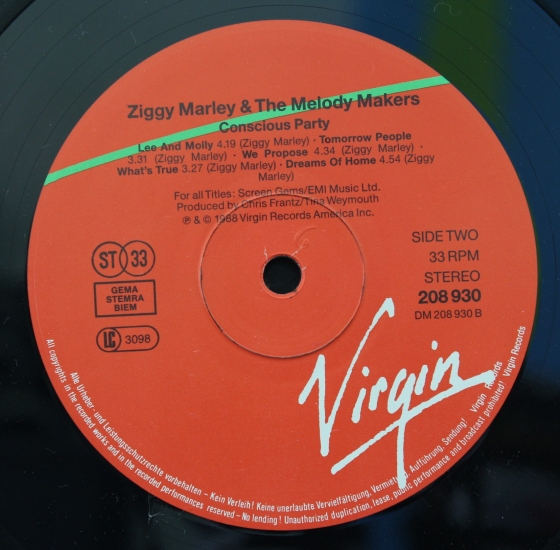 Ziggy Marley & The Melody Makers
Conscious Party
Lee And Molly 4.19 (Ziggy Marley) · Tomorrow People
3.31 (Ziggy Marley) · We Propose 4.34 (Ziggy Marley) ·
What's True 3.27 (Ziggy Marley) · Dreams Of Home 4.54 (Ziggy
Marley)
For all Titles: Screen Gems/EMI Music Ltd.
Produced by Chris Frantz/Tina Weymouth
℗ & © 1988 Virgin Records America Inc.
ST 33
GEMA
STEMRA
BIEM
LC 3098
SIDE TWO
33 RPM
STEREO
208 930
DM 208 930 B
Virgin
Alle Urheber- und Leistungsschutzrechte vorbehalten – Kein Verleih! Keine unerlaubte Vervielfältigung, Vermietung, Aufführung, Sendung! Virgin Records
All copyrights in the recorded works and in the recorded performances reserved – No lending! Unauthorized duplication, lease, public performance and broadcast prohibited! Virgin Records